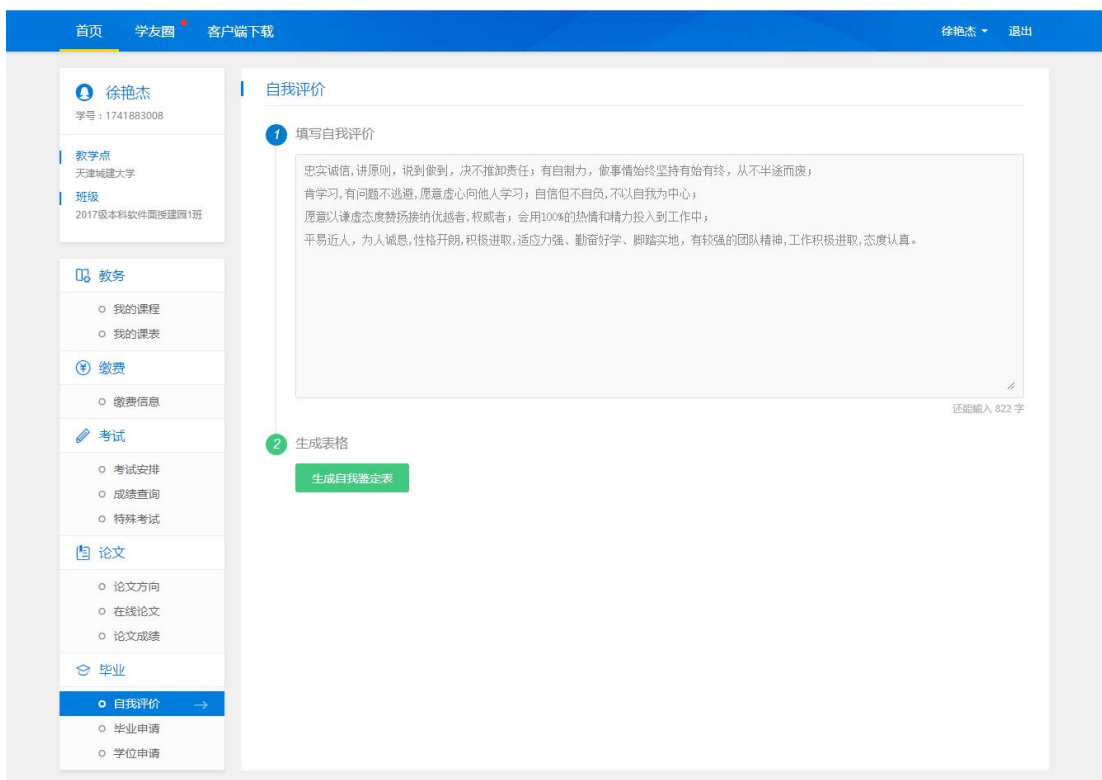 首页 学友圈 客户端下载 徐艳杰 退出
徐艳杰
学号：1741883008
教学点
天津城建大学
班级
2017级本科软件面授建园1班
教务
我的课程
我的课表
缴费
缴费信息
考试
考试安排
成绩查询
特殊考试
论文
论文方向
在线论文
论文成绩
毕业
自我评价
毕业申请
学位申请
自我评价
1 填写自我评价
忠实诚信,讲原则，说到做到，决不推卸责任；有自制力，做事情始终坚持有始有终，从不半途而废；
肯学习,有问题不逃避,愿意虚心向他人学习；自信但不自负,不以自我为中心；
愿意以谦虚态度赞扬接纳优越者,权威者；会用100%的热情和精力投入到工作中；
平易近人，为人诚恳,性格开朗,积极进取,适应力强、勤奋好学、脚踏实地，有较强的团队精神,工作积极进取,态度认真。
还能输入 822 字
2 生成表格
生成自我鉴定表